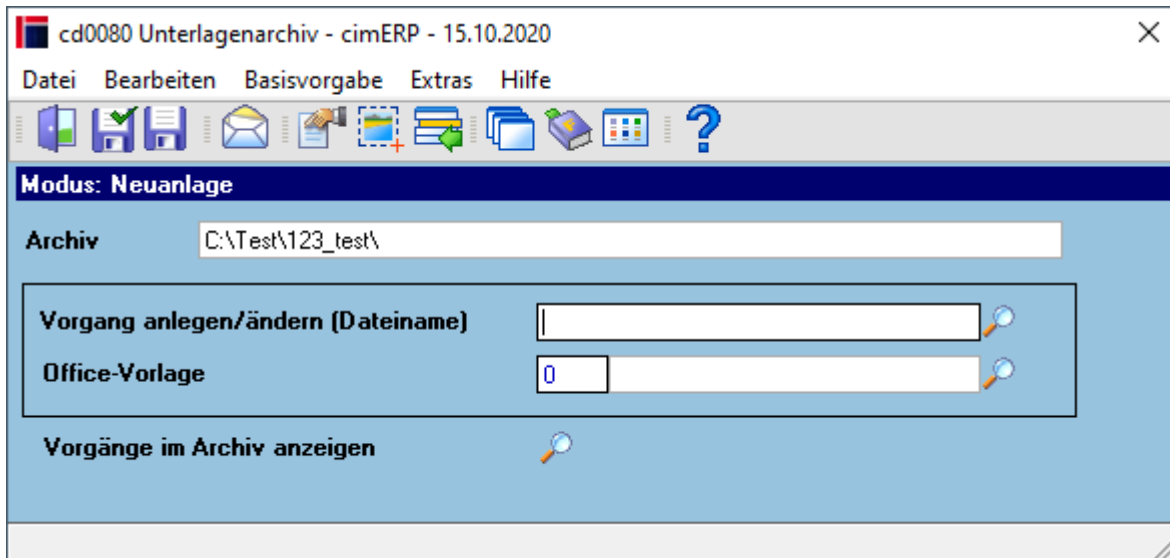 cd0080 Unterlagenarchiv - cimERP - 15.10.2020
Datei Bearbeiten Basisvorgabe Extras Hilfe
Modus: Neuanlage
Archiv C:\Test\123_test\
Vorgang anlegen/ändern (Dateiname)
Office-Vorlage 0
Vorgänge im Archiv anzeigen